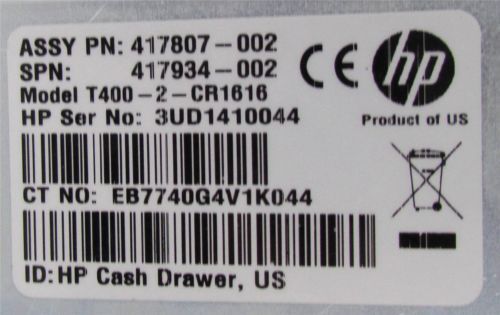 ASSY PN: 417807-002
SPN: 417934-002
Model T400-2-CR1616
HP Ser No: 3UD1410044
CE
hp
Product of US
CT NO: EB7740G4V1K044
ID: HP Cash Drawer, US